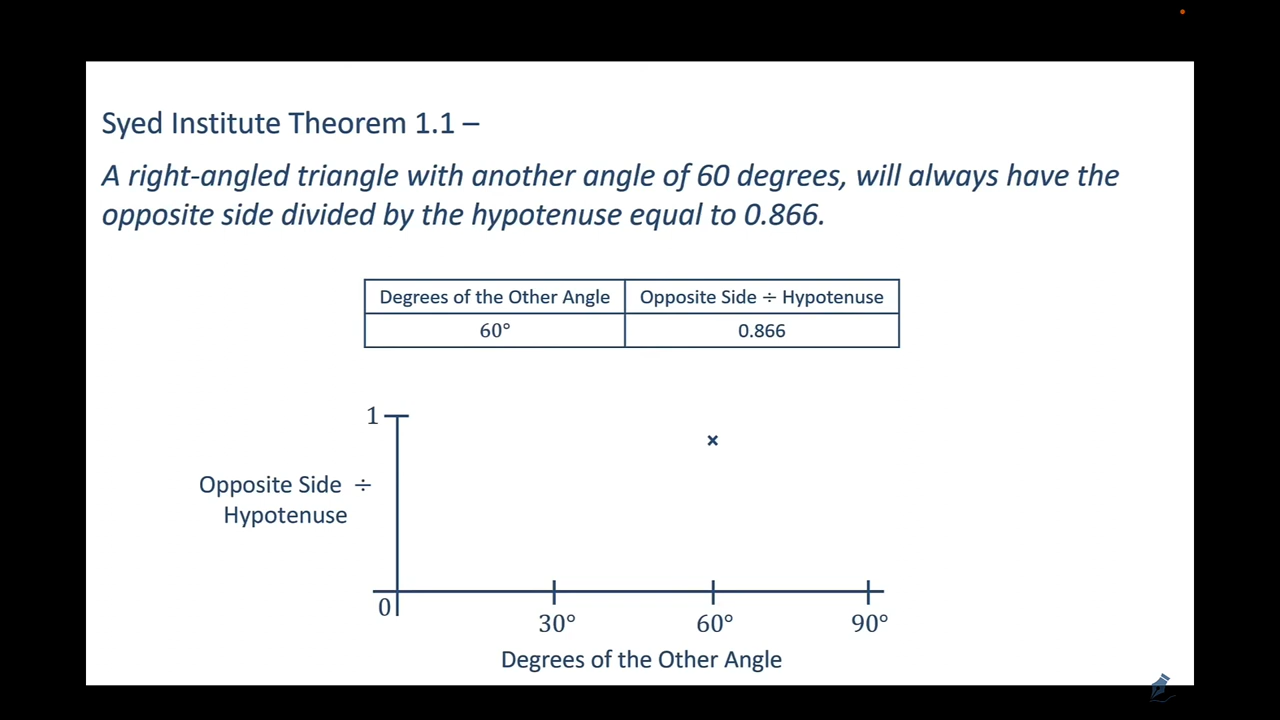 Syed Institute Theorem 1.1 –
A right-angled triangle with another angle of 60 degrees, will always have the
opposite side divided by the hypotenuse equal to 0.866.
Degrees of the Other Angle Opposite Side ÷ Hypotenuse
60° 0.866
1
Opposite Side ÷
Hypotenuse
0
30° 60° 90°
Degrees of the Other Angle